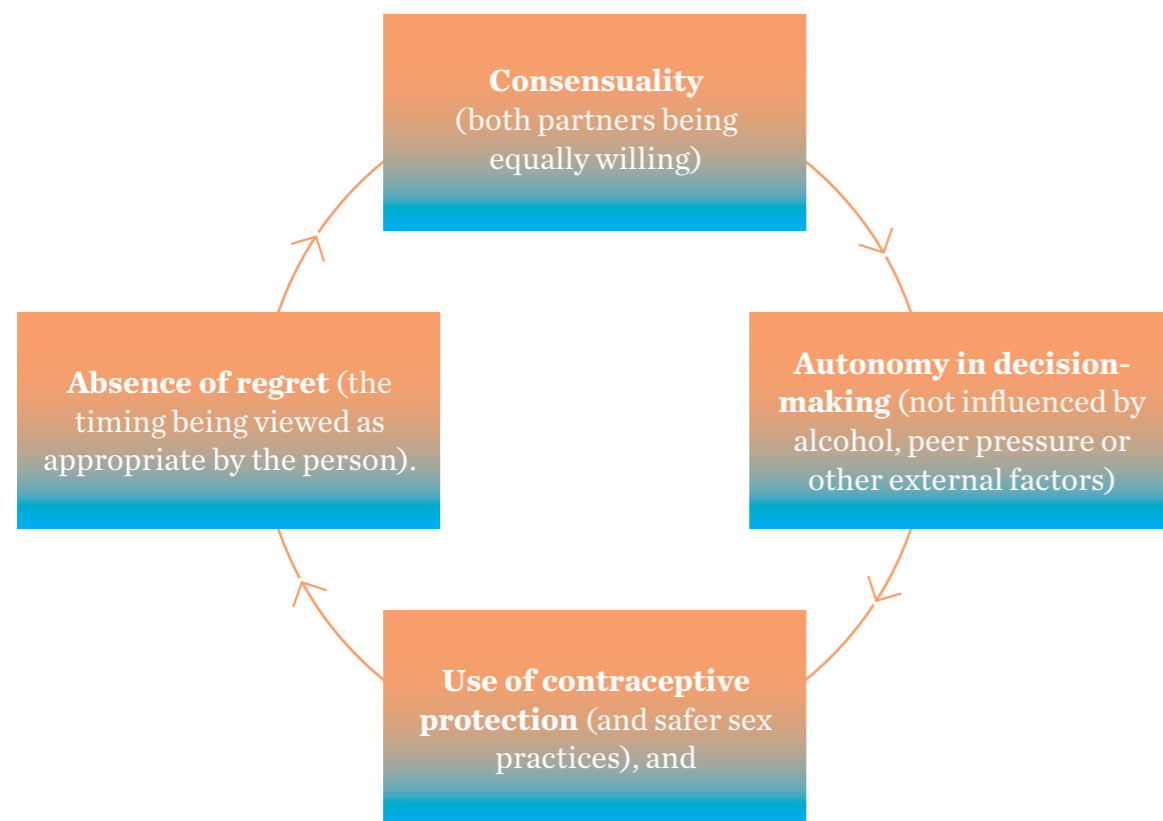 Consensuality
(both partners being
equally willing)
Autonomy in decision-
making (not influenced by
alcohol, peer pressure or
other external factors)
Use of contraceptive
protection (and safer sex
practices), and
Absence of regret (the
timing being viewed as
appropriate by the person).